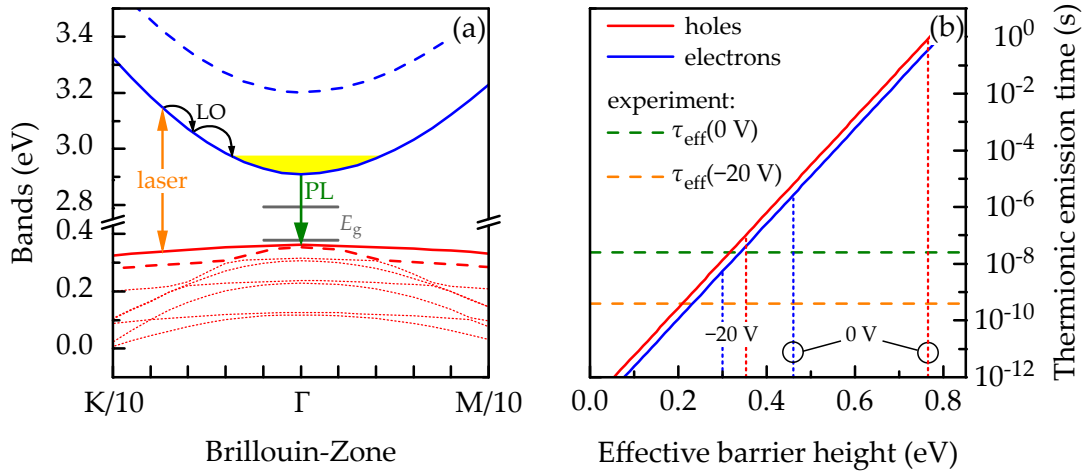 (a)
3.4
3.2
3.0
2.8
0.4
0.2
0.0
Bands (eV)
LO
laser
PL
E_g
K/10 Γ M/10
Brillouin-Zone
(b)
holes
electrons
experiment:
τ_eff(0 V)
τ_eff(−20 V)
−20 V
0 V
10^0
10^-2
10^-4
10^-6
10^-8
10^-10
10^-12
Thermionic emission time (s)
0.0 0.2 0.4 0.6 0.8
Effective barrier height (eV)